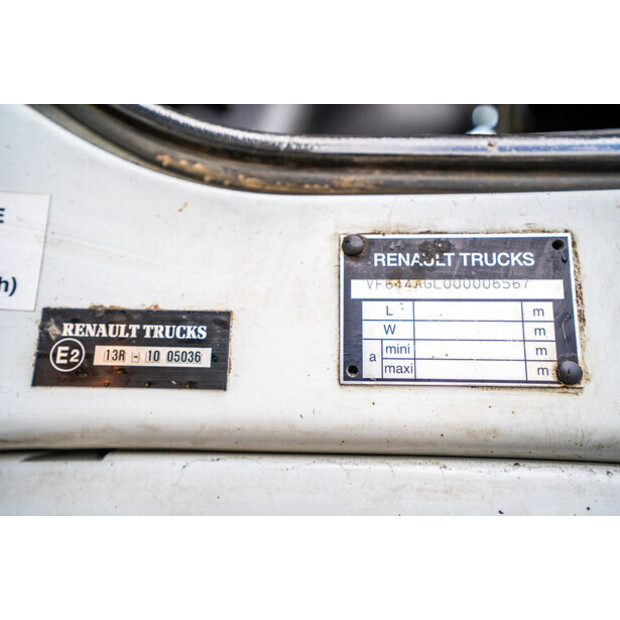 E
h)
RENAULT TRUCKS
E2 13R - 10 05036
RENAULT TRUCKS
VF644AGL000006567
L m
W m
a mini m
maxi m